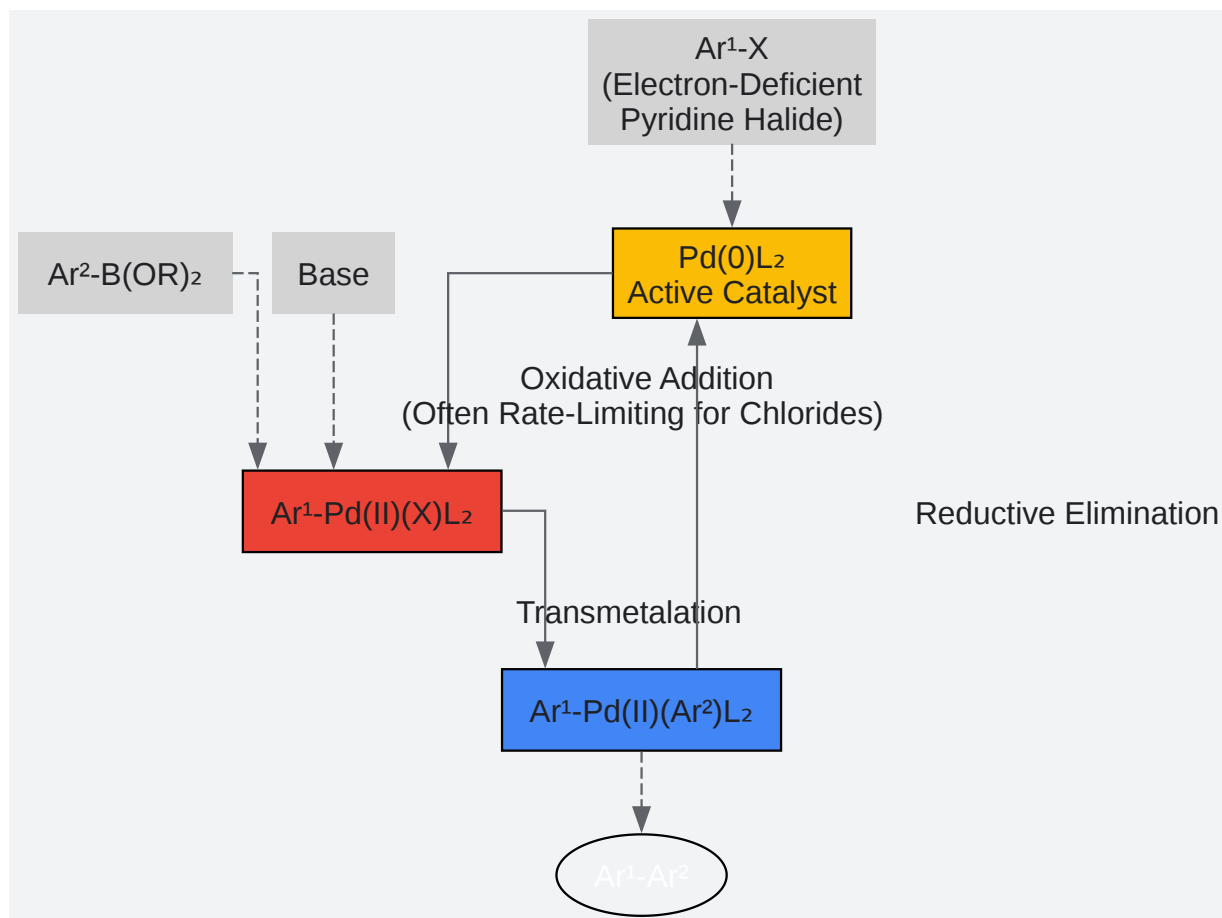 Ar¹-X
(Electron-Deficient
Pyridine Halide)
Ar²-B(OR)₂
Base
Pd(0)L₂
Active Catalyst
Oxidative Addition
(Often Rate-Limiting for Chlorides)
Ar¹-Pd(II)(X)L₂
Reductive Elimination
Transmetalation
Ar¹-Pd(II)(Ar²)L₂
Ar¹-Ar²